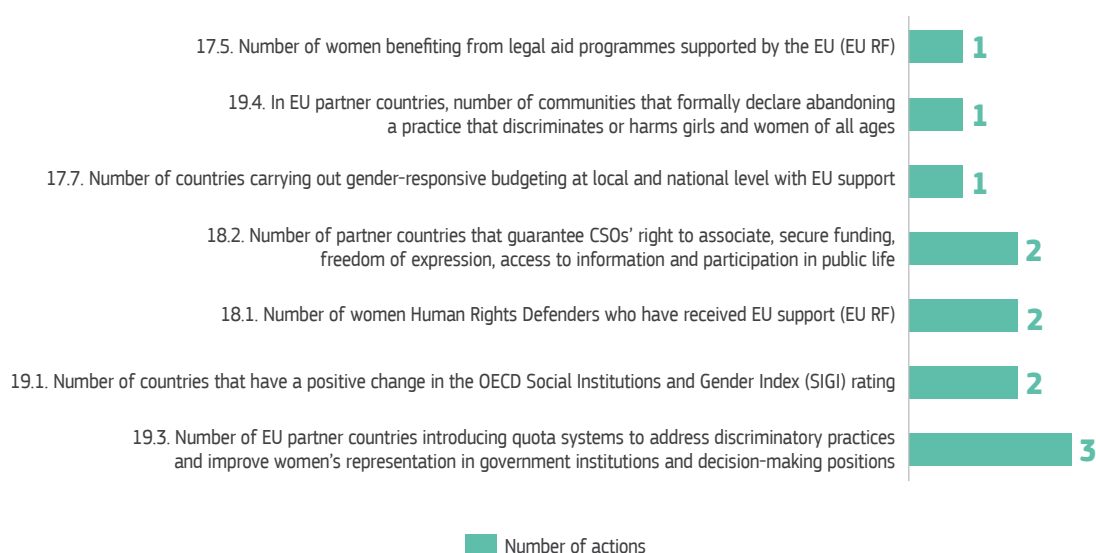 17.5. Number of women benefiting from legal aid programmes supported by the EU (EU RF)
1
19.4. In EU partner countries, number of communities that formally declare abandoning
a practice that discriminates or harms girls and women of all ages
1
17.7. Number of countries carrying out gender-responsive budgeting at local and national level with EU support
1
18.2. Number of partner countries that guarantee CSOs’ right to associate, secure funding,
freedom of expression, access to information and participation in public life
2
18.1. Number of women Human Rights Defenders who have received EU support (EU RF)
2
19.1. Number of countries that have a positive change in the OECD Social Institutions and Gender Index (SIGI) rating
2
19.3. Number of EU partner countries introducing quota systems to address discriminatory practices
and improve women’s representation in government institutions and decision-making positions
3
Number of actions